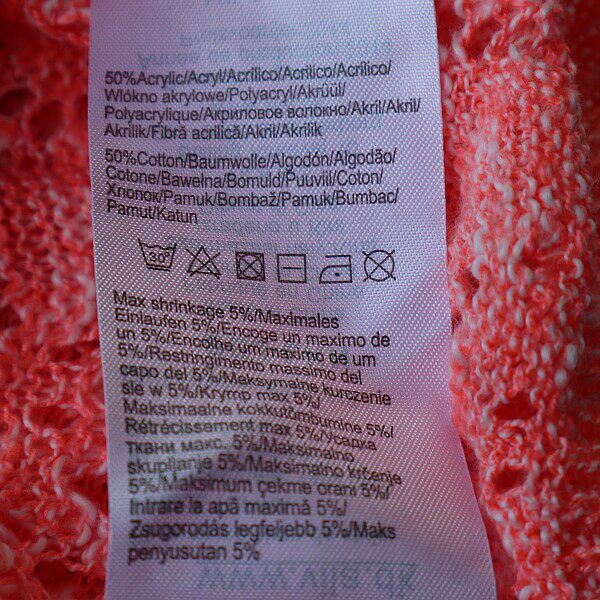 50%Acrylic/Acryl/Acrílico/Acrilico/Acrílico/
Włókno akrylowe/Polyacryl/Akrüül/
Polyacrylique/Акриловое волокно/Akril/Akril/
Akrilik/Fibră acrilică/Akril/Akrilik
50%Cotton/Baumwolle/Algodón/Algodão/
Cotone/Bawełna/Bomuld/Puuviil/Coton/
Хлопок/Pamuk/Bombaž/Pamuk/Bumbac/
Pamut/Katun
30°
Max shrinkage 5%/Maximales
Einlaufen 5%/Encoge un maximo de
un 5%/Encolhe um máximo de um
5%/Restringimento massimo del
capo del 5%/Maksymalne kurczenie
sie w 5%/Krymp max 5%/
Maksimaalne kokkutõmbumine 5%/
Rétrécissement max 5%/Усадка
ткани макс. 5%/Maksimalno
skupljanje 5%/Maksimalno krčenje
5%/Maksimum çekme oranı 5%/
Intrare la apă maximă 5%/
Zsugorodás legfeljebb 5%/Maks
penyusutan 5%